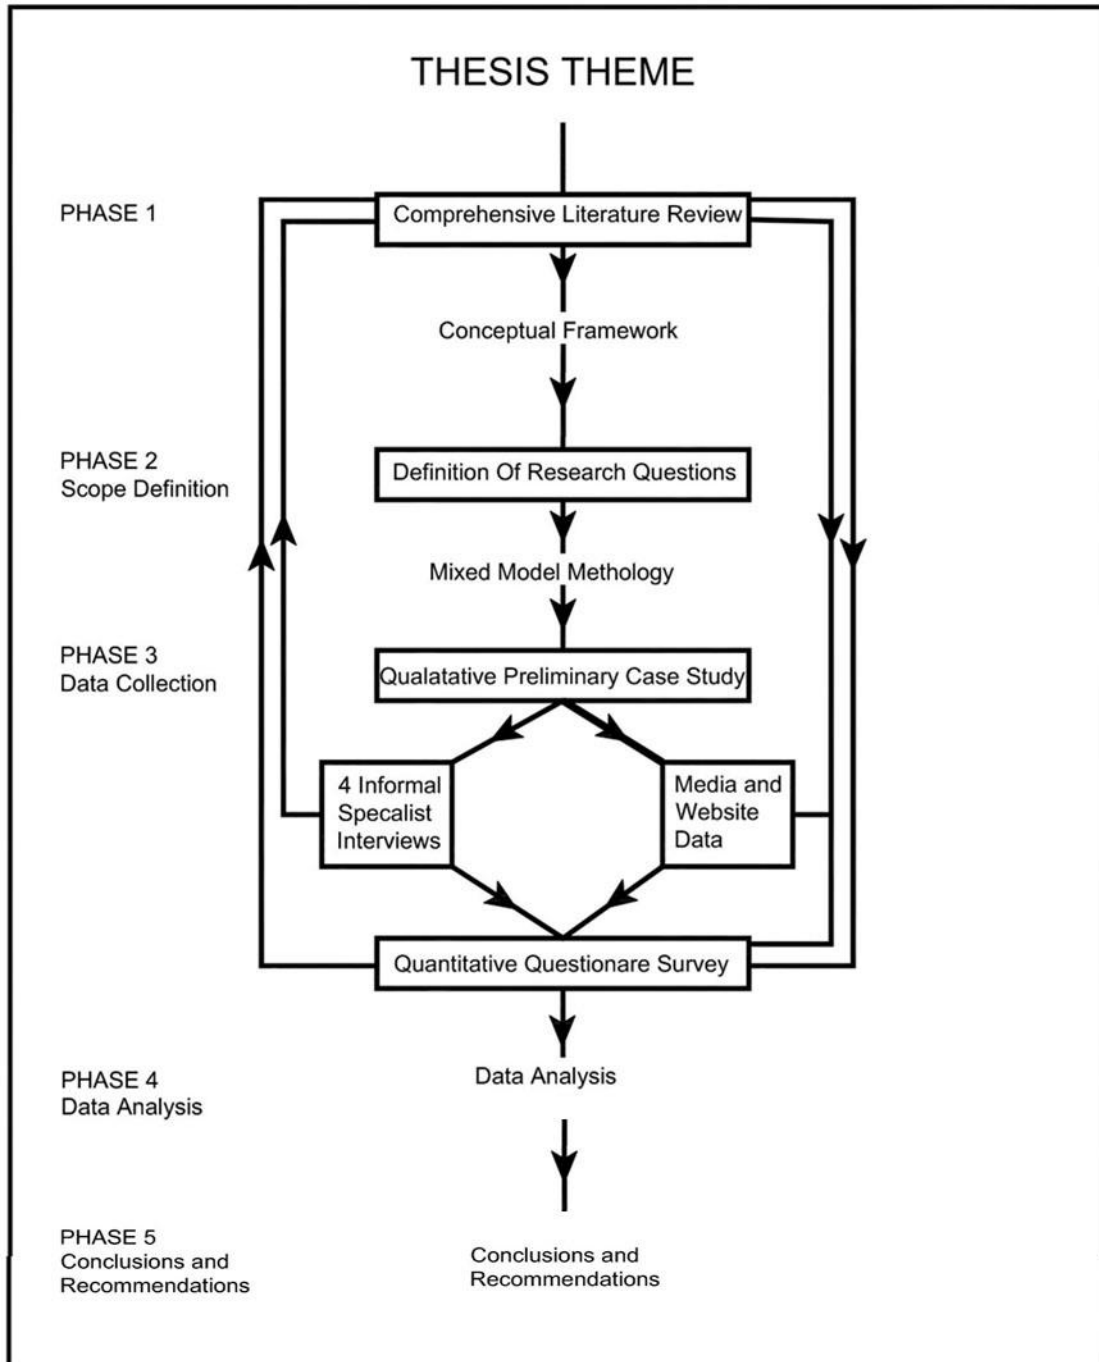 THESIS THEME
PHASE 1
Comprehensive Literature Review
Conceptual Framework
PHASE 2
Scope Definition
Definition Of Research Questions
Mixed Model Methology
PHASE 3
Data Collection
Qualatative Preliminary Case Study
4 Informal
Specalist
Interviews
Media and
Website
Data
Quantitative Questionare Survey
PHASE 4
Data Analysis
Data Analysis
PHASE 5
Conclusions and
Recommendations
Conclusions and
Recommendations